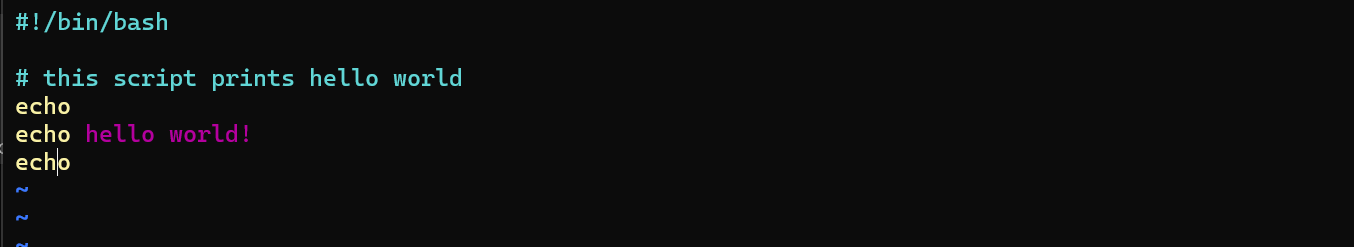 #!/bin/bash
# this script prints hello world
echo
echo hello world!
echo
~
~
~